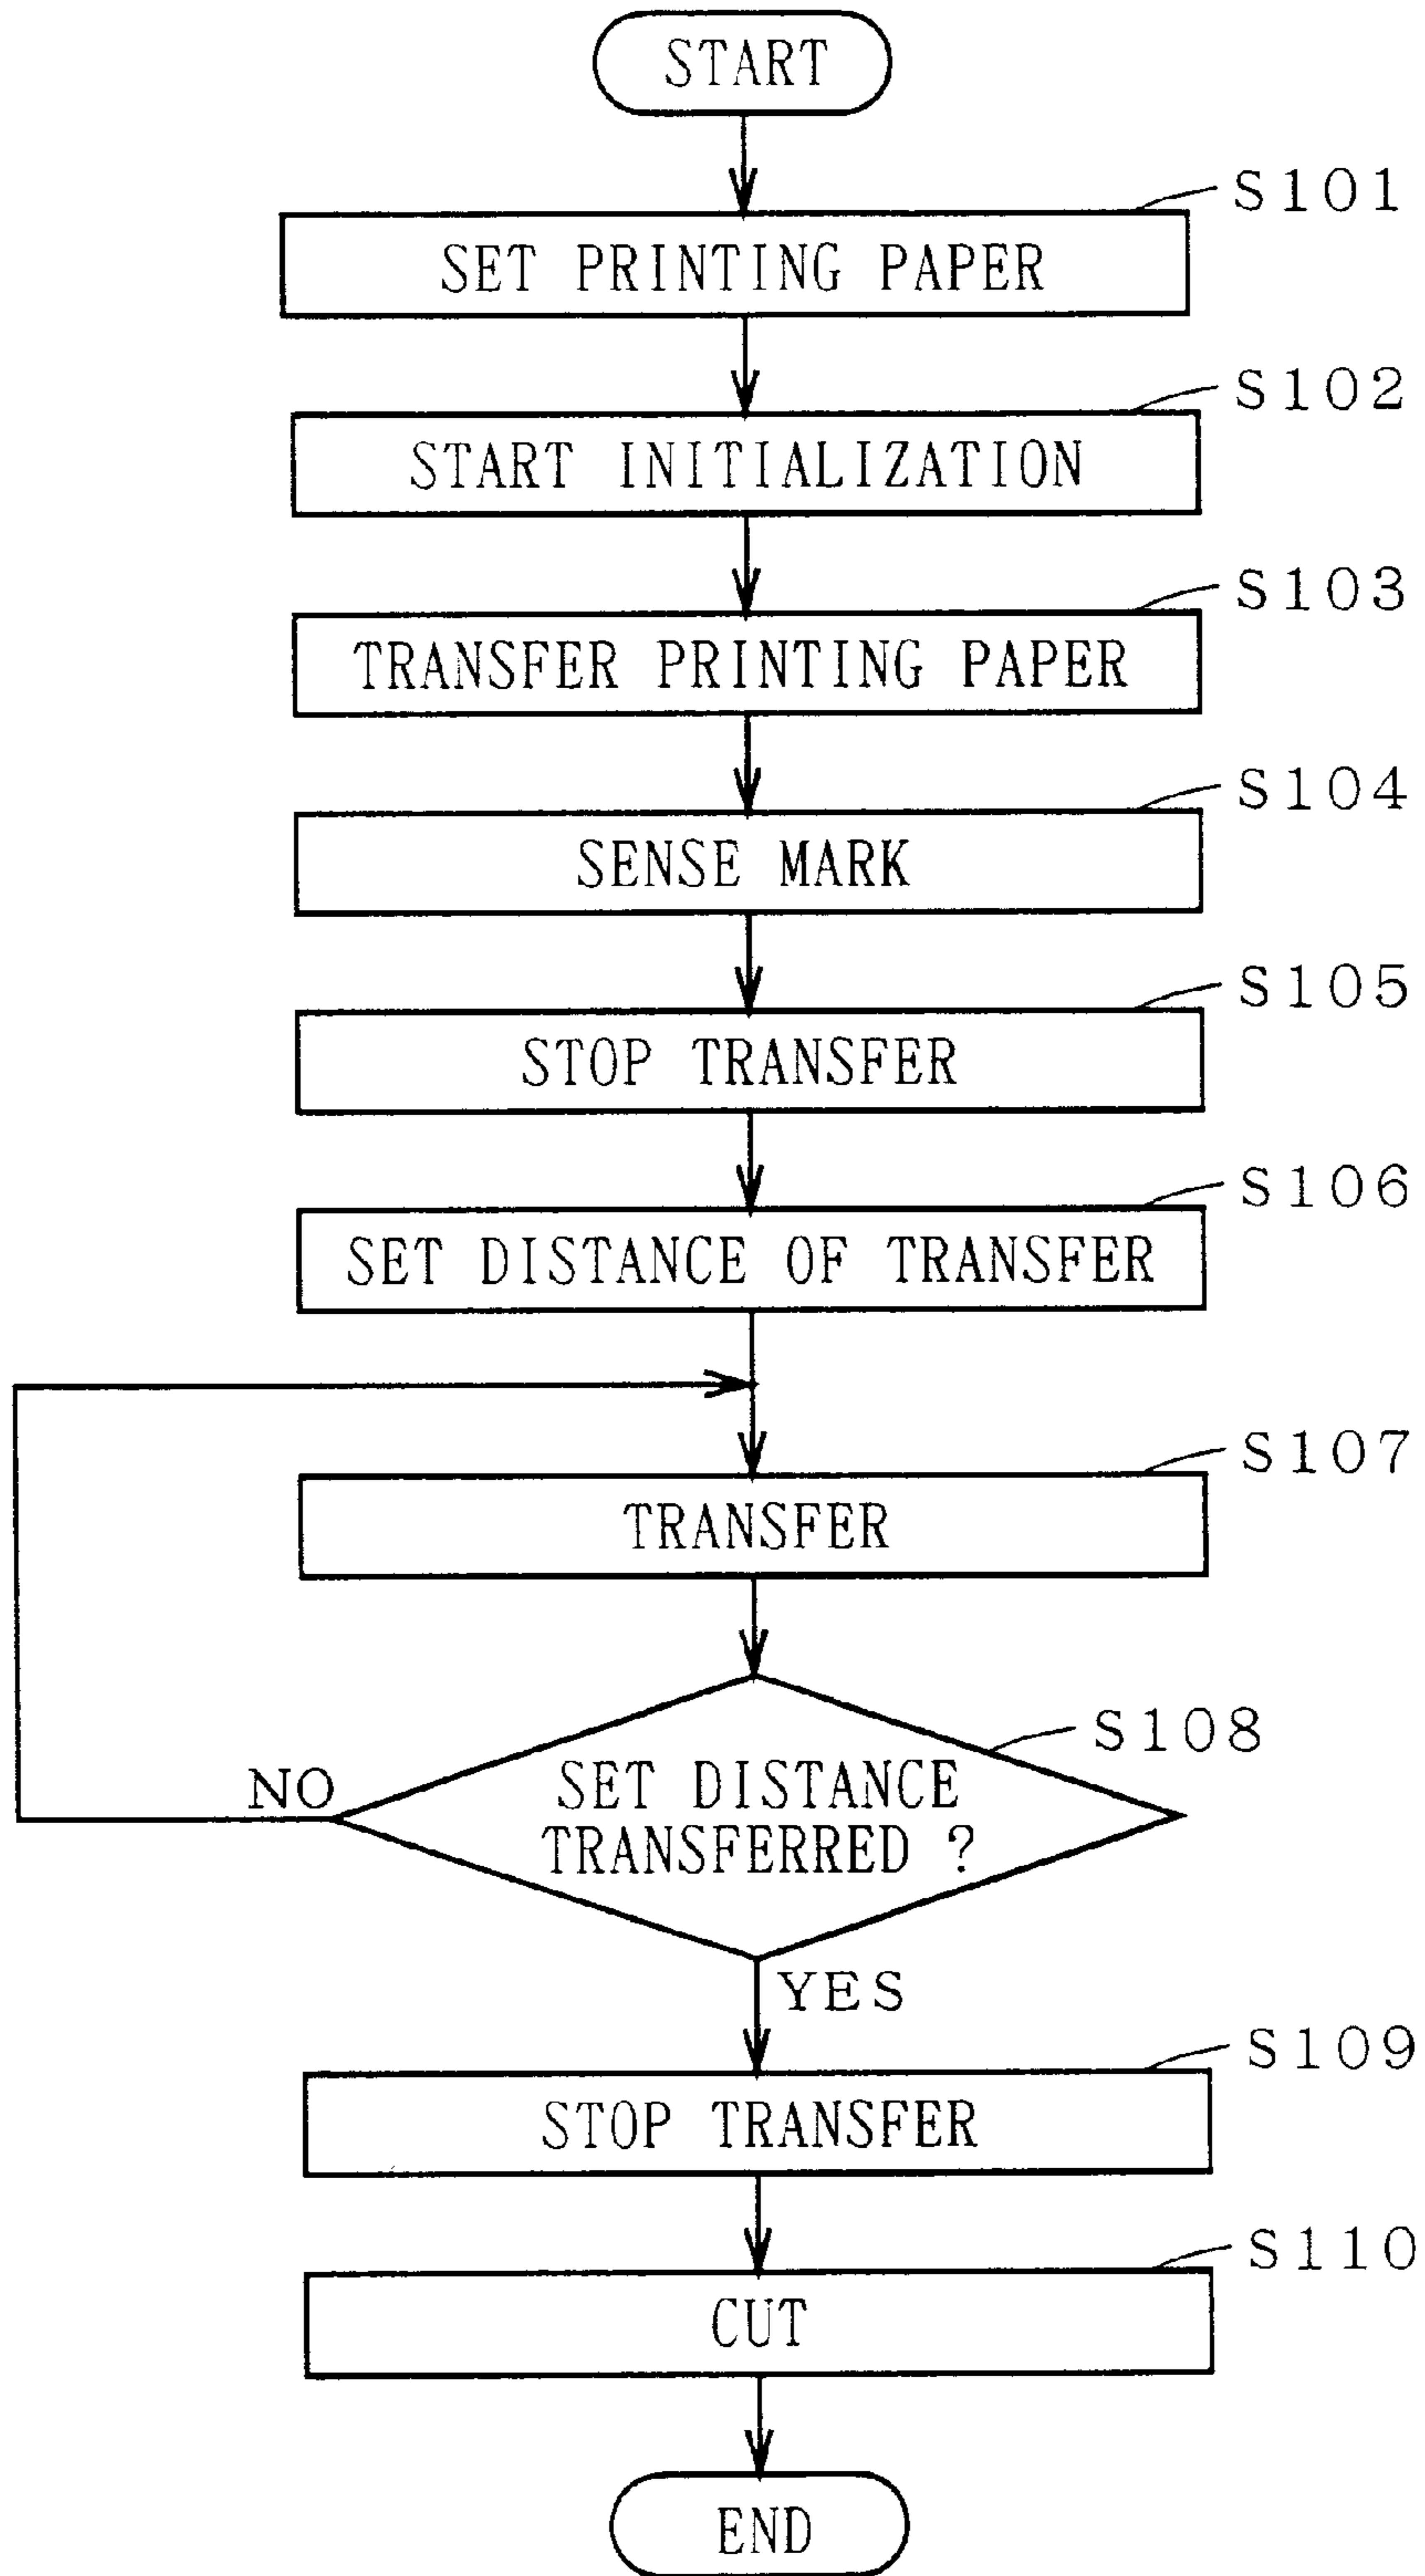 START
S101
SET PRINTING PAPER
S102
START INITIALIZATION
S103
TRANSFER PRINTING PAPER
S104
SENSE MARK
S105
STOP TRANSFER
S106
SET DISTANCE OF TRANSFER
S107
TRANSFER
S108
SET DISTANCE
TRANSFERRED ?
NO
YES
S109
STOP TRANSFER
S110
CUT
END